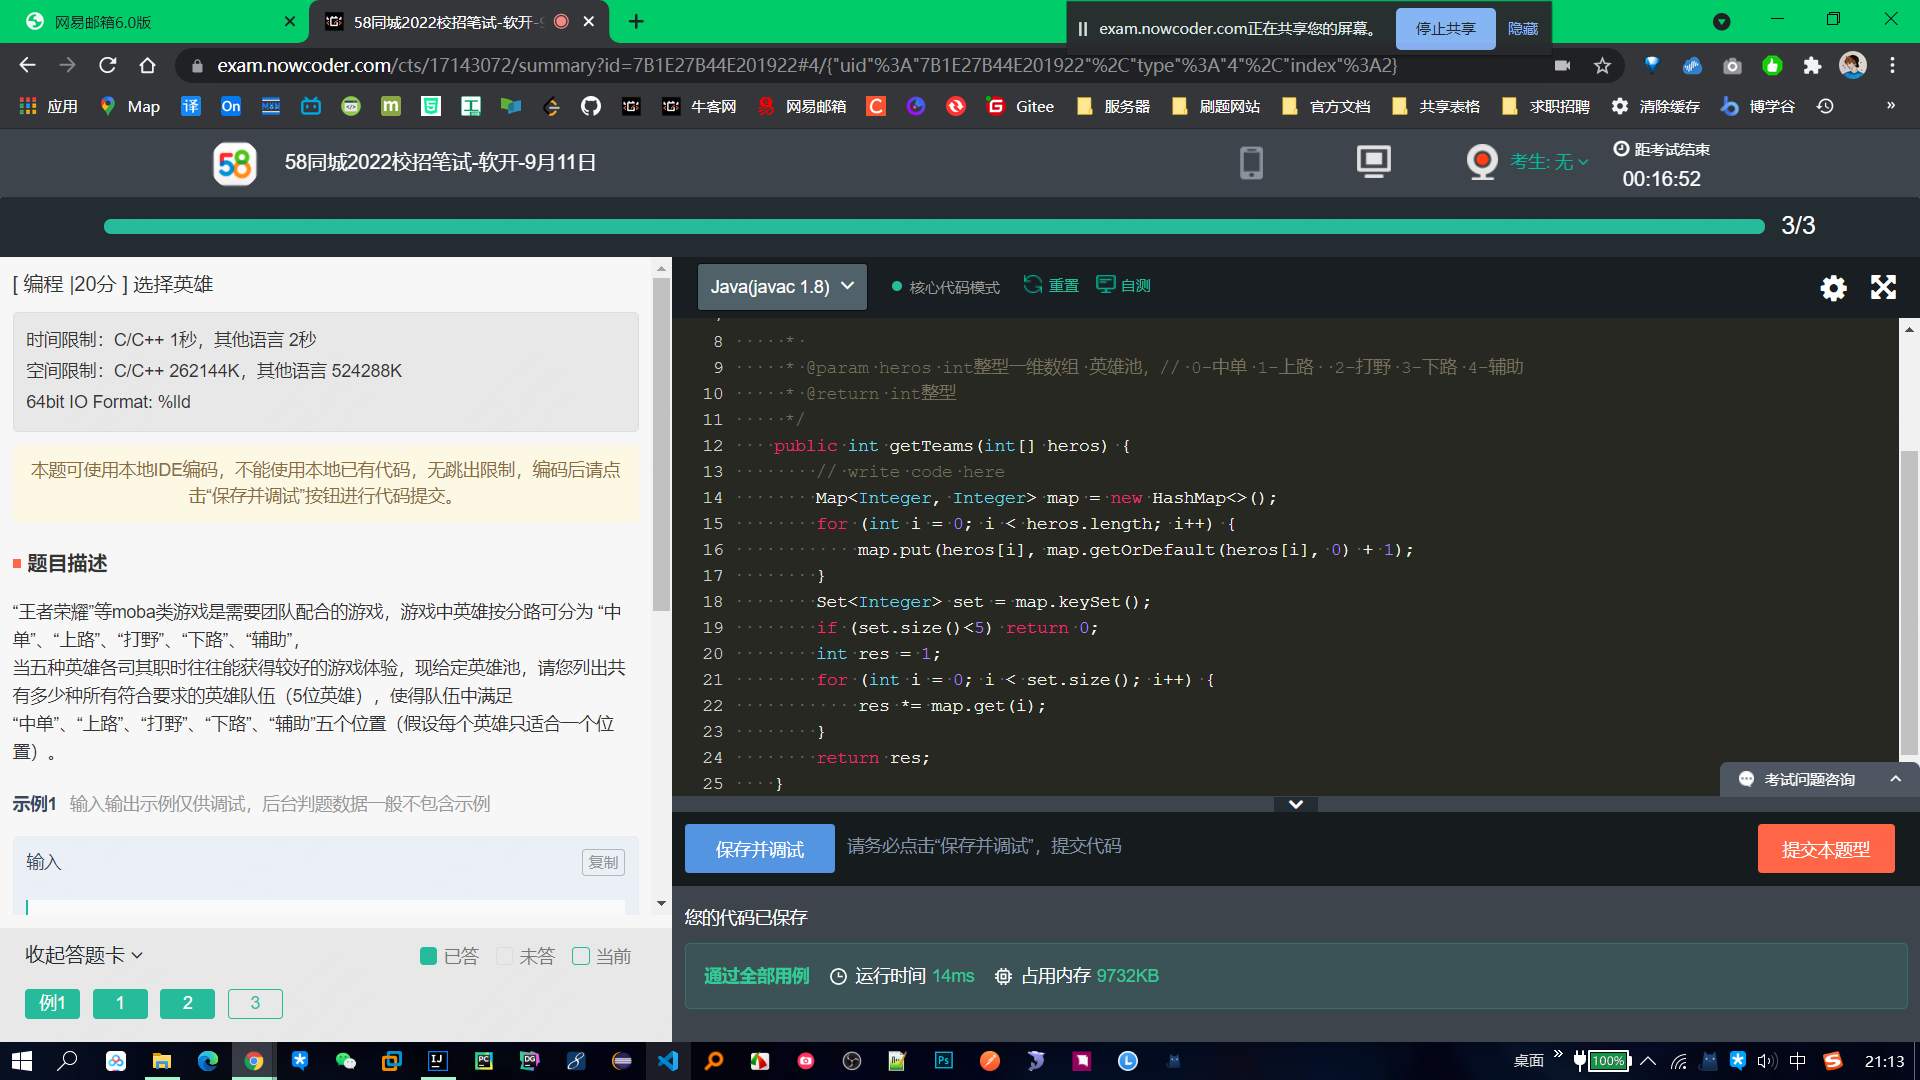 网易邮箱6.0版
58同城2022校招笔试-软开-9
exam.nowcoder.com正在共享您的屏幕。
停止共享
隐藏
exam.nowcoder.com/cts/17143072/summary?id=7B1E27B44E201922#4/{"uid"%3A"7B1E27B44E201922"%2C"type"%3A"4"%2C"index"%3A2}
应用
Map
译
On
牛客网
网易邮箱
Gitee
服务器
刷题网站
官方文档
共享表格
求职招聘
清除缓存
博学谷
58
58同城2022校招笔试-软开-9月11日
考生: 无
距考试结束
00:16:52
3/3
[ 编程 |20分 ] 选择英雄
时间限制：C/C++ 1秒，其他语言 2秒
空间限制：C/C++ 262144K，其他语言 524288K
64bit IO Format: %lld
本题可使用本地IDE编码，不能使用本地已有代码，无跳出限制，编码后请点
击“保存并调试”按钮进行代码提交。
题目描述
“王者荣耀”等moba类游戏是需要团队配合的游戏，游戏中英雄按分路可分为 “中
单”、“上路”、“打野”、“下路”、“辅助”，
当五种英雄各司其职时往往能获得较好的游戏体验，现给定英雄池，请您列出共
有多少种所有符合要求的英雄队伍（5位英雄），使得队伍中满足
“中单”、“上路”、“打野”、“下路”、“辅助”五个位置（假设每个英雄只适合一个位
置）。
示例1 输入输出示例仅供调试，后台判题数据一般不包含示例
输入
复制
收起答题卡
已答
未答
当前
例1
1
2
3
Java(javac 1.8)
核心代码模式
重置
自测
8 *
9 * @param heros int整型一维数组 英雄池，// 0-中单 1-上路  2-打野 3-下路 4-辅助
10 * @return int整型
11 */
12 public int getTeams(int[] heros) {
13 // write code here
14 Map<Integer, Integer> map = new HashMap<>();
15 for (int i = 0; i < heros.length; i++) {
16 map.put(heros[i], map.getOrDefault(heros[i], 0) + 1);
17 }
18 Set<Integer> set = map.keySet();
19 if (set.size()<5) return 0;
20 int res = 1;
21 for (int i = 0; i < set.size(); i++) {
22 res *= map.get(i);
23 }
24 return res;
25 }
考试问题咨询
保存并调试
请务必点击“保存并调试”，提交代码
提交本题型
您的代码已保存
通过全部用例
运行时间 14ms
占用内存 9732KB
桌面
100%
中
21:13